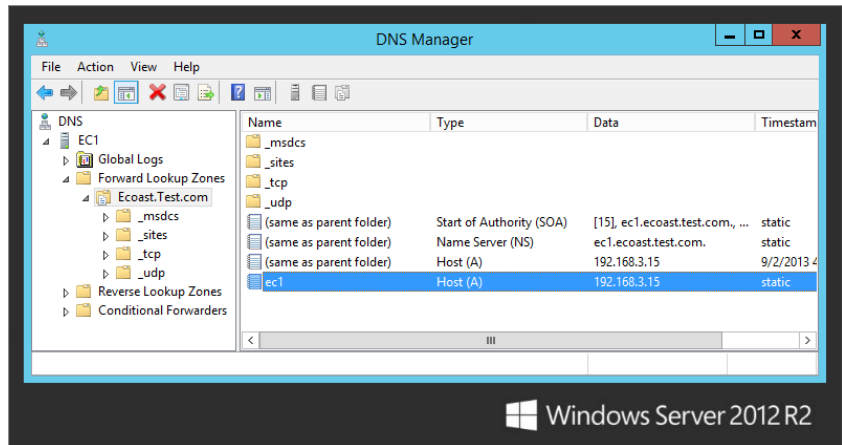 DNS Manager
File Action View Help
DNS
EC1
Global Logs
Forward Lookup Zones
Ecoast.Test.com
_msdcs
_sites
_tcp
_udp
Reverse Lookup Zones
Conditional Forwarders
Name Type Data Timestam
_msdcs
_sites
_tcp
_udp
(same as parent folder) Start of Authority (SOA) [15], ec1.ecoast.test.com., ... static
(same as parent folder) Name Server (NS) ec1.ecoast.test.com. static
(same as parent folder) Host (A) 192.168.3.15 9/2/2013 4
ec1 Host (A) 192.168.3.15 static
Windows Server 2012 R2